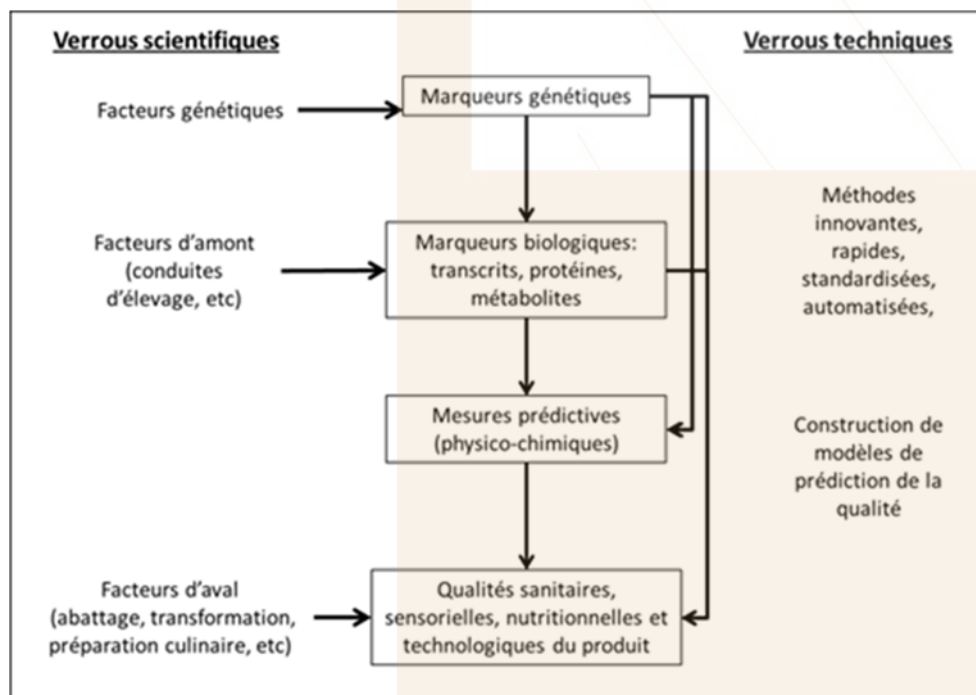 Verrous scientifiques
Verrous techniques
Facteurs génétiques
Marqueurs génétiques
Facteurs d'amont
(conduites
d'élevage, etc)
Marqueurs biologiques:
transcrits, protéines,
métabolites
Méthodes
innovantes,
rapides,
standardisées,
automatisées,
Mesures prédictives
(physico-chimiques)
Construction de
modèles de
prédiction de la
qualité
Facteurs d'aval
(abattage, transformation,
préparation culinaire, etc)
Qualités sanitaires,
sensorielles, nutritionnelles et
technologiques du produit